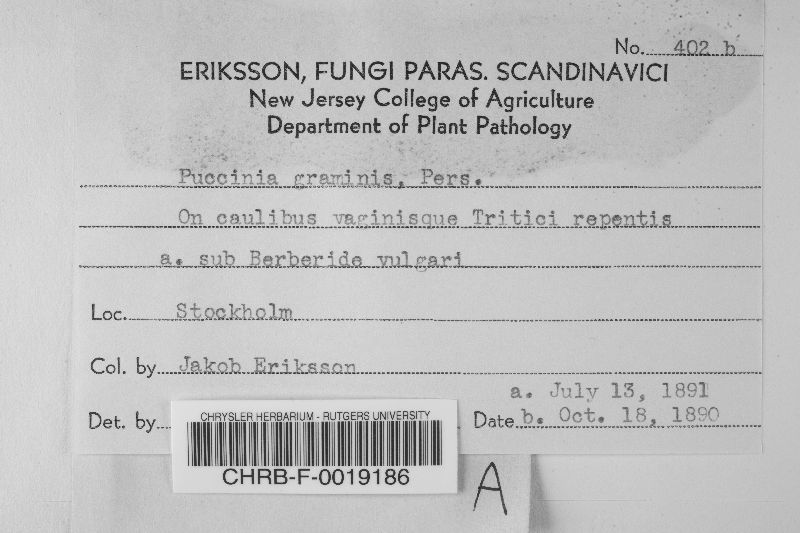 No. 402 b
ERIKSSON, FUNGI PARAS. SCANDINAVICI
New Jersey College of Agriculture
Department of Plant Pathology
Puccinia graminis, Pers.
On caulibus vaginisque Tritici repentis
a. sub Berberide vulgari
Loc. Stockholm
Col. by Jakob Eriksson
a. July 13, 1891
Det. by Date b. Oct. 18, 1890
CHRYSLER HERBARIUM - RUTGERS UNIVERSITY
CHRB-F-0019186
A